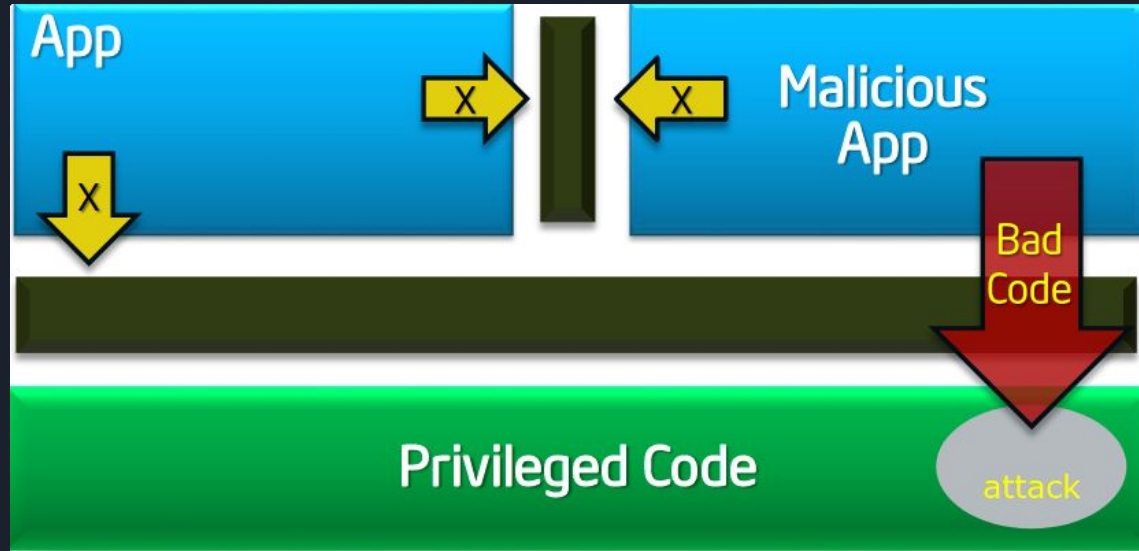 App
X
X
Malicious
App
X
Bad
Code
Privileged Code
attack